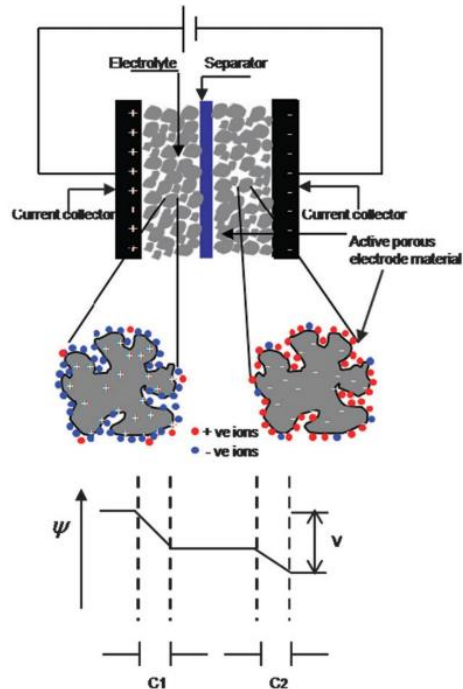 Electrolyte
Separator
Current collector
Current collector
Active porous
electrode material
+ ve ions
- ve ions
ψ
V
C1
C2